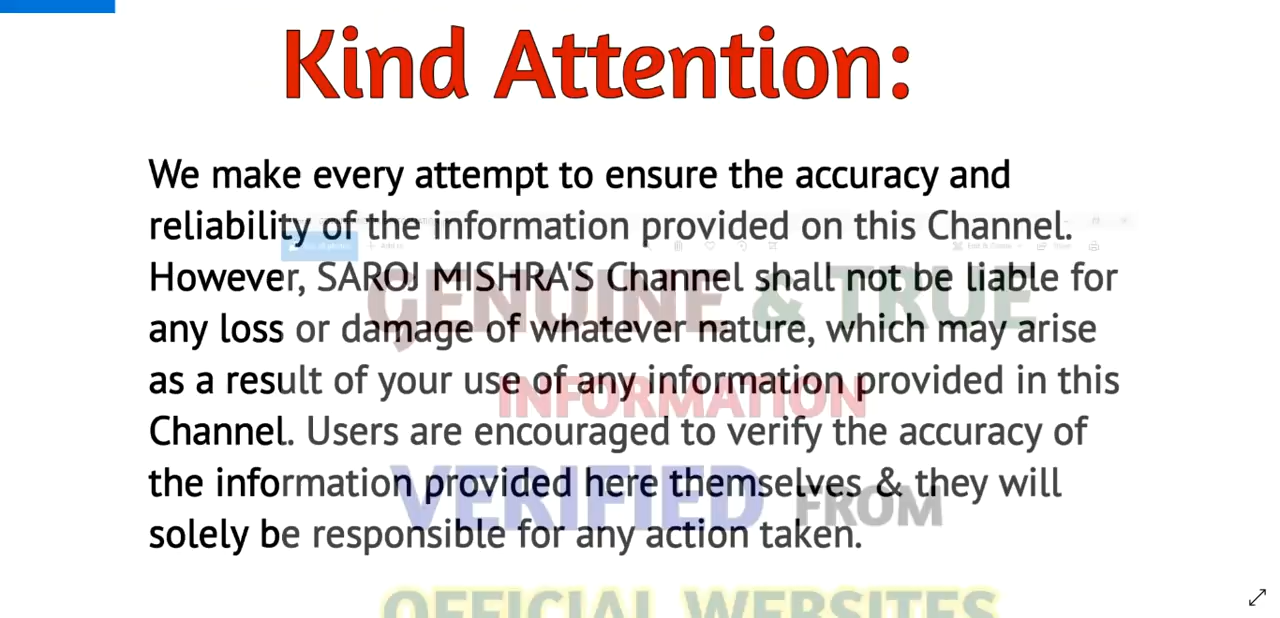 Kind Attention:
We make every attempt to ensure the accuracy and
reliability of the information provided on this Channel.
However, SAROJ MISHRA'S Channel shall not be liable for
any loss or damage of whatever nature, which may arise
as a result of your use of any information provided in this
Channel. Users are encouraged to verify the accuracy of
the information provided here themselves & they will
solely be responsible for any action taken.
GENUINE & TRUE
INFORMATION
VERIFIED FROM
OFFICIAL WEBSITES